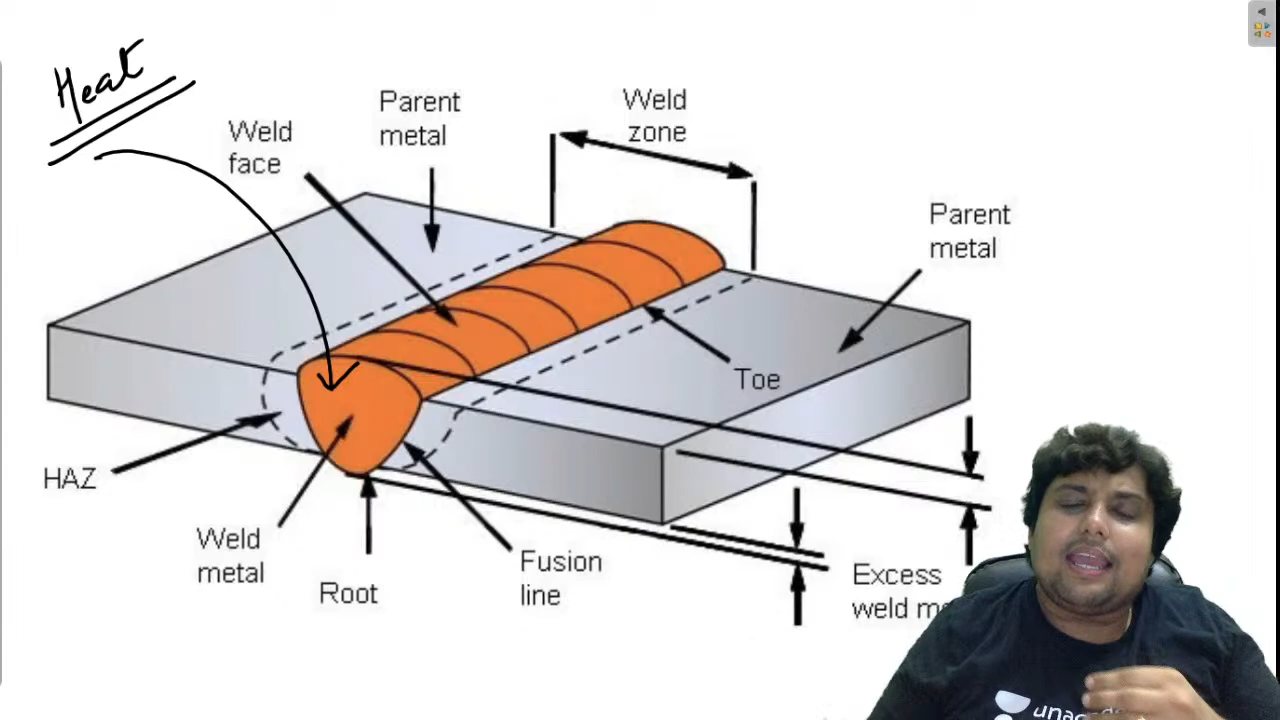 Heat
Parent
metal
Weld
zone
Weld
face
Parent
metal
Toe
HAZ
Weld
metal
Root
Fusion
line
Excess
weld